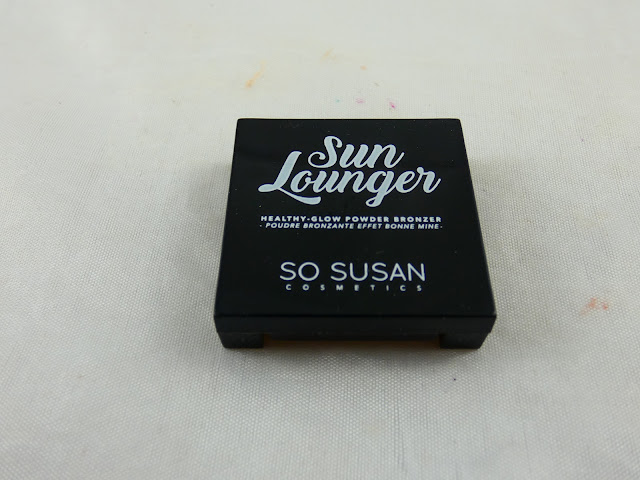 Sun
Lounger
HEALTHY-GLOW POWDER BRONZER
- POUDRE BRONZANTE EFFET BONNE MINE -
SO SUSAN
COSMETICS